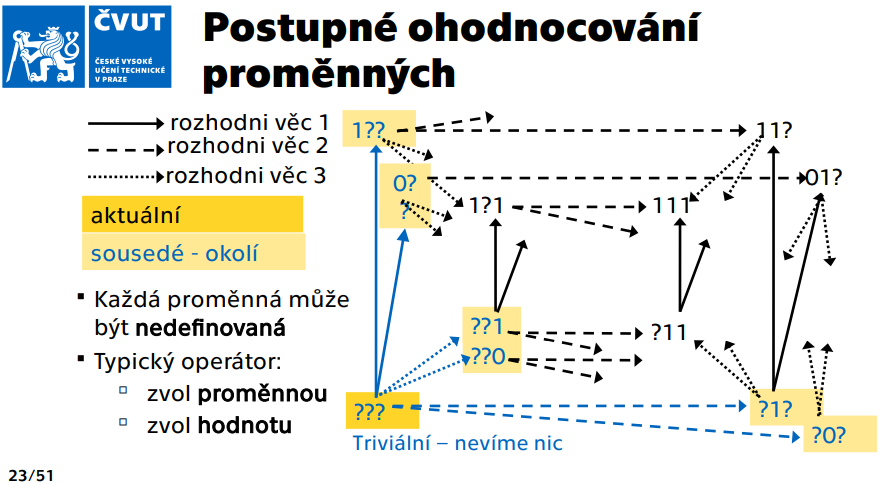 ČVUT
ČESKÉ VYSOKÉ
UČENÍ TECHNICKÉ
V PRAZE
Postupné ohodnocování
proměnných
rozhodni věc 1
rozhodni věc 2
rozhodni věc 3
aktuální
sousedé - okolí
▪ Každá proměnná může
být nedefinovaná
▪ Typický operátor:
▫ zvol proměnnou
▫ zvol hodnotu
1??
11?
0?
?
01?
1?1
111
??1
??0
?11
???
?1?
?0?
Triviální – nevíme nic
23/51